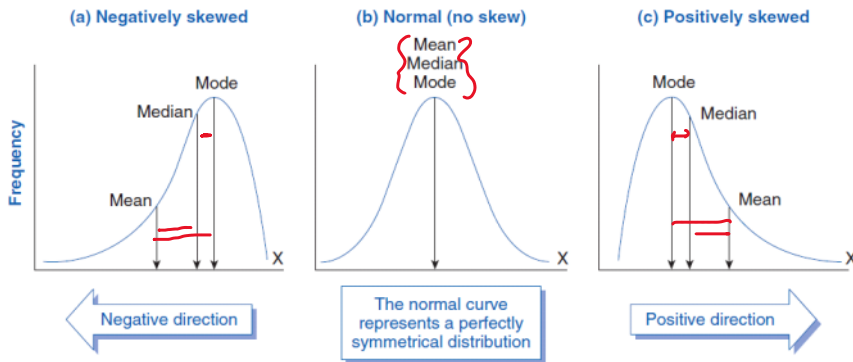 (a) Negatively skewed
Mode
Median
Mean
Frequency
X
Negative direction
(b) Normal (no skew)
Mean
Median
Mode
X
The normal curve
represents a perfectly
symmetrical distribution
(c) Positively skewed
Mode
Median
Mean
X
Positive direction